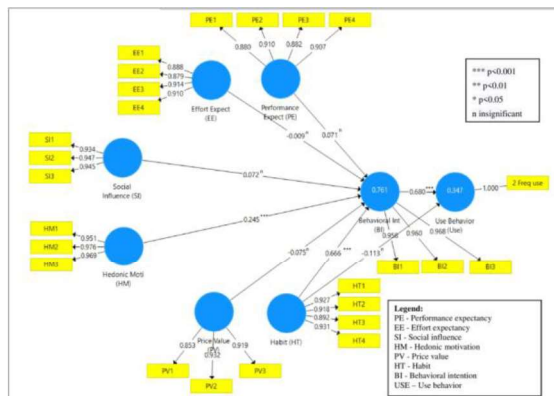 PE1
PE2
PE3
PE4
0.880
0.910
0.882
0.907
EE1
EE2
EE3
EE4
0.888
0.879
0.914
0.910
Effort Expect
(EE)
Performance
Expect (PE)
*** p<0.001
** p<0.01
* p<0.05
n insignificant
-0.009ⁿ
0.071ⁿ
SI1
SI2
SI3
0.934
0.947
0.945
Social
Influence (SI)
0.072ⁿ
0.761
0.680***
0.347
1.000
2 Freq use
Behavioral Int
(BI)
Use Behavior
(Use)
HM1
HM2
HM3
0.951
0.976
0.969
Hedonic Moti
(HM)
0.245***
0.958
0.960
0.968
-0.075ⁿ
0.666***
-0.113ⁿ
BI1
BI2
BI3
HT1
HT2
HT3
HT4
0.927
0.918
0.892
0.931
Price Value
Habit (HT)
0.853
0.932
0.919
PV1
PV2
PV3
Legend:
PE - Performance expectancy
EE - Effort expectancy
SI - Social influence
HM - Hedonic motivation
PV - Price value
HT - Habit
BI - Behavioral intention
USE – Use behavior